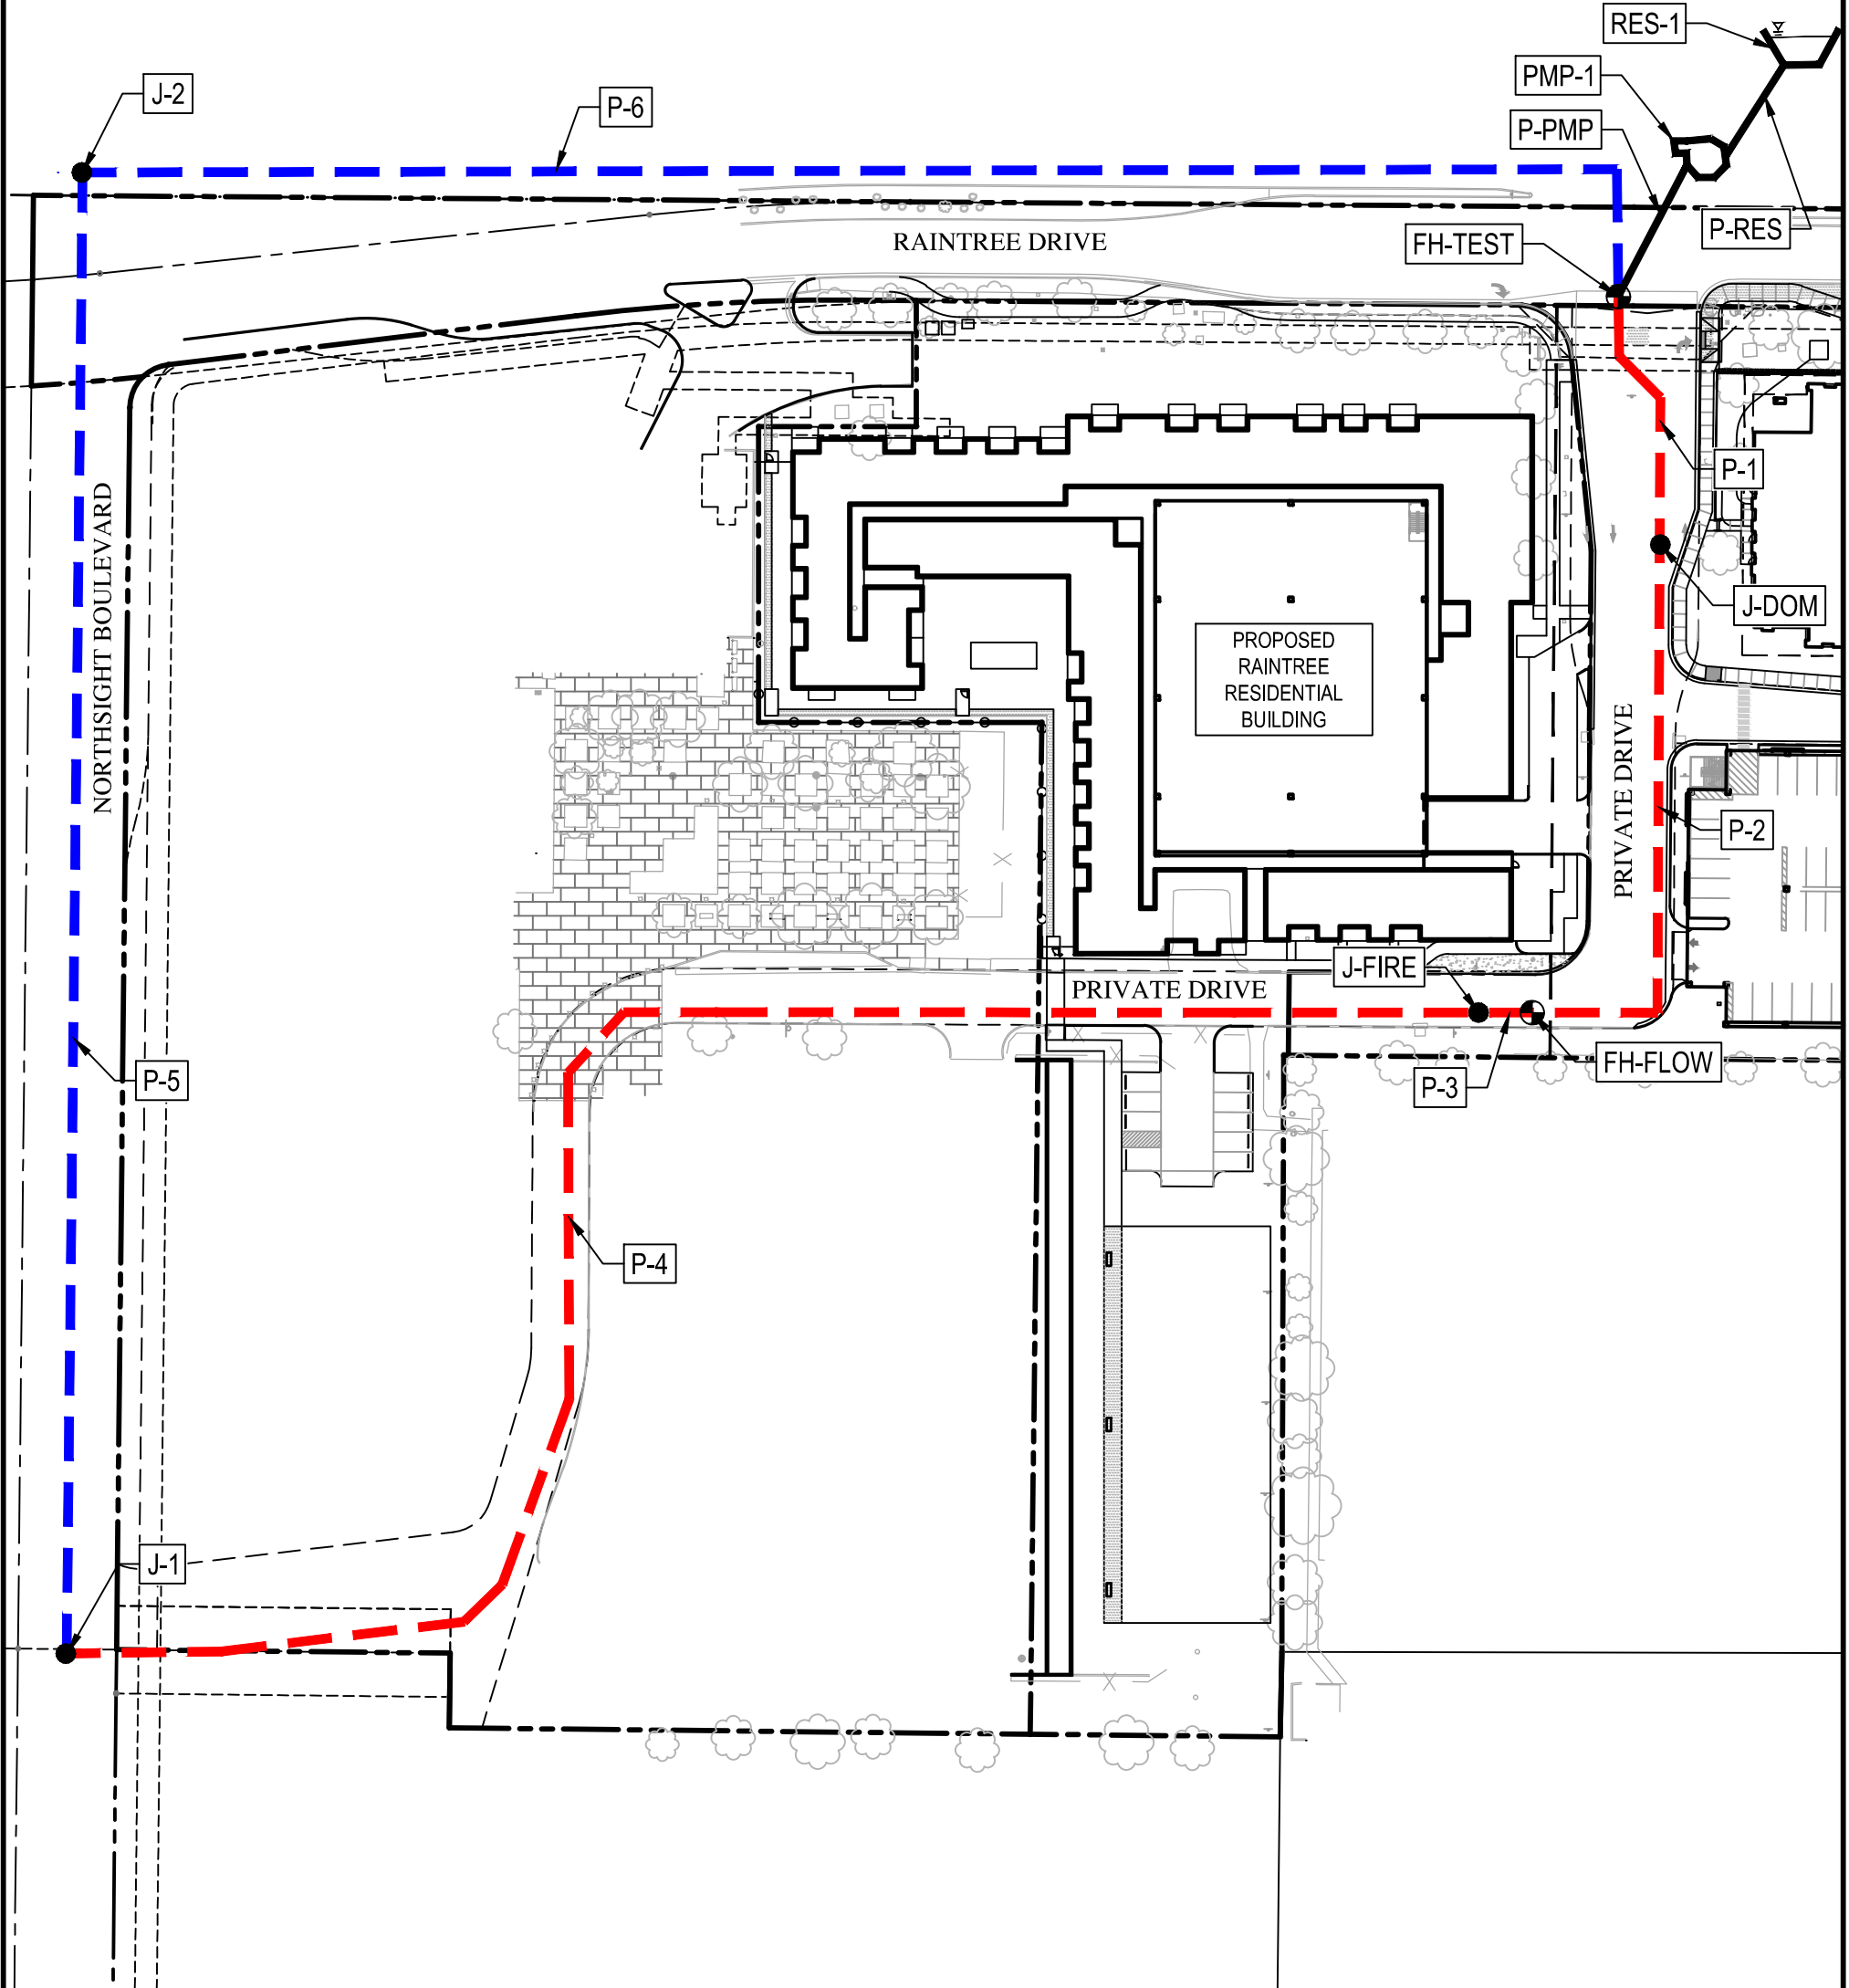 RES-1
PMP-1
J-2
P-6
P-PMP
P-RES
RAINTREE DRIVE
FH-TEST
P-1
NORTHSIGHT BOULEVARD
J-DOM
PROPOSED
RAINTREE
RESIDENTIAL
BUILDING
PRIVATE DRIVE
P-2
J-FIRE
PRIVATE DRIVE
FH-FLOW
P-5
P-3
P-4
J-1